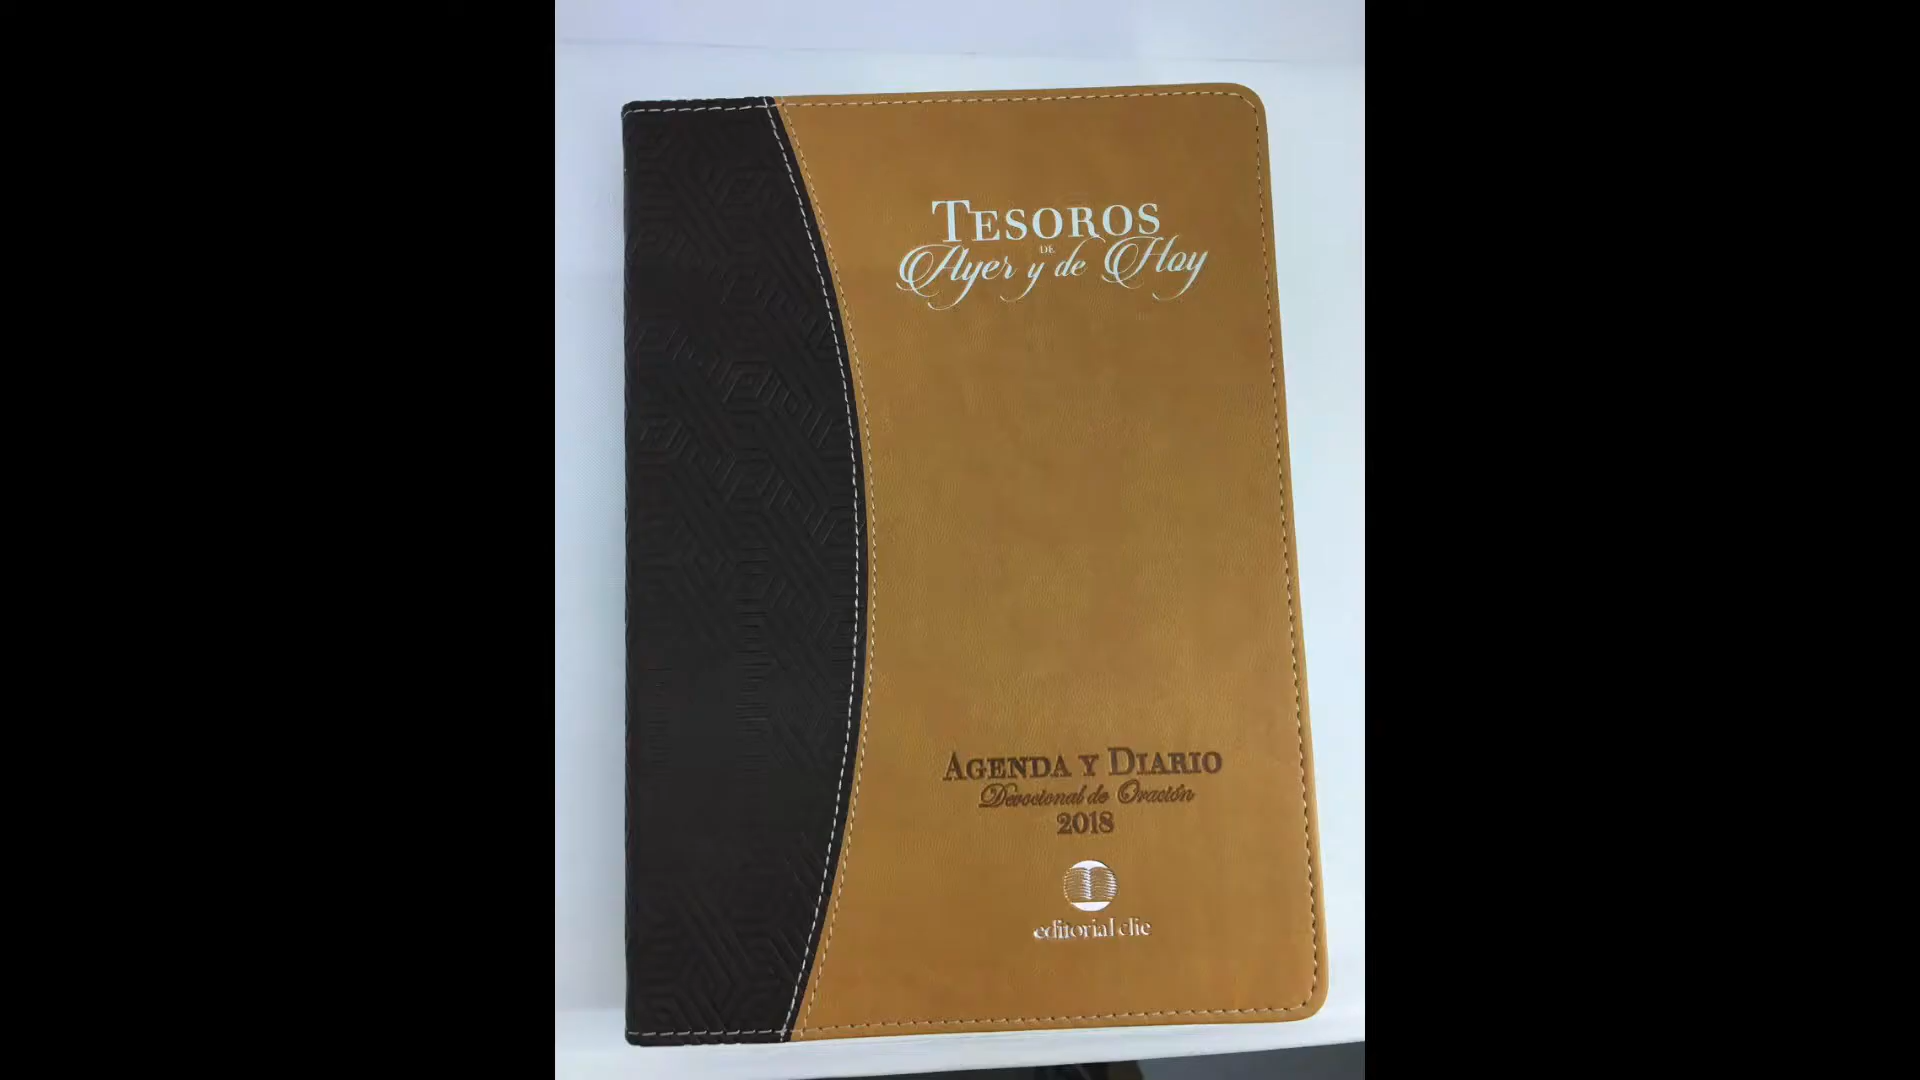 TESOROS
DE
Ayer y de Hoy
AGENDA Y DIARIO
Devocional de Oración
2018
editorial clie